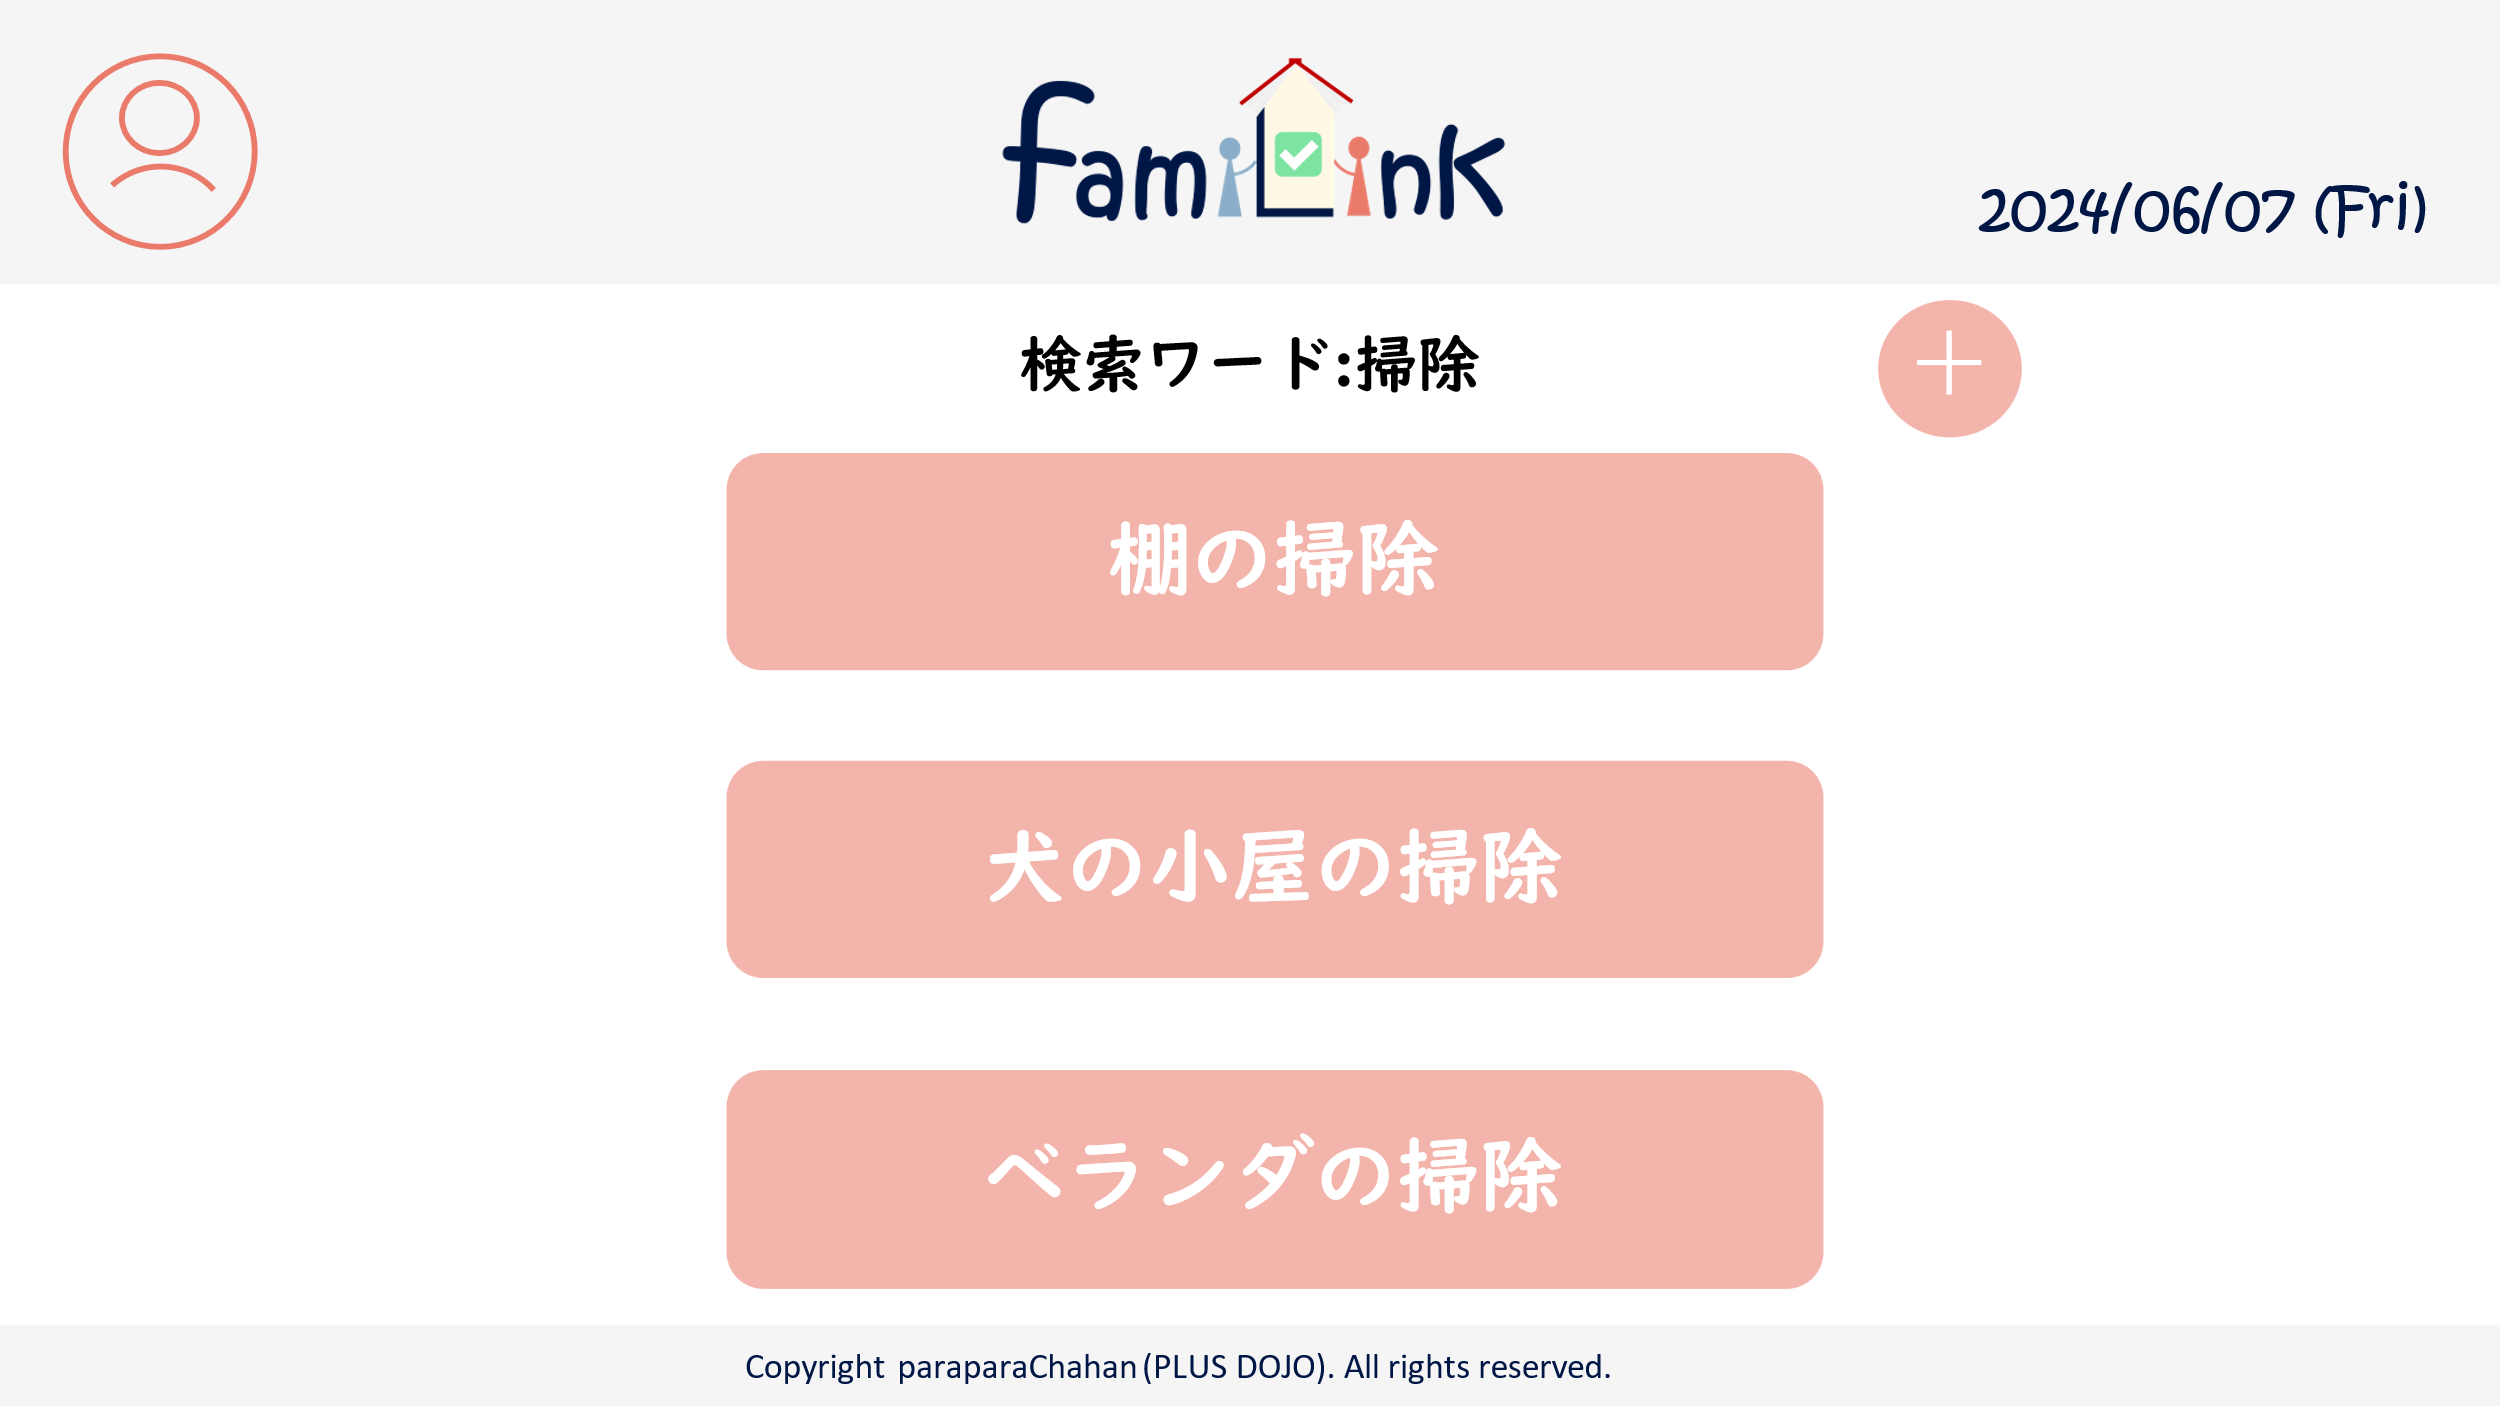 FamiLink
2024/06/07 (Fri)
検索ワード:掃除
棚の掃除
犬の小屋の掃除
ベランダの掃除
Copyright paraparaChahan(PLUS DOJO). All rights reserved.